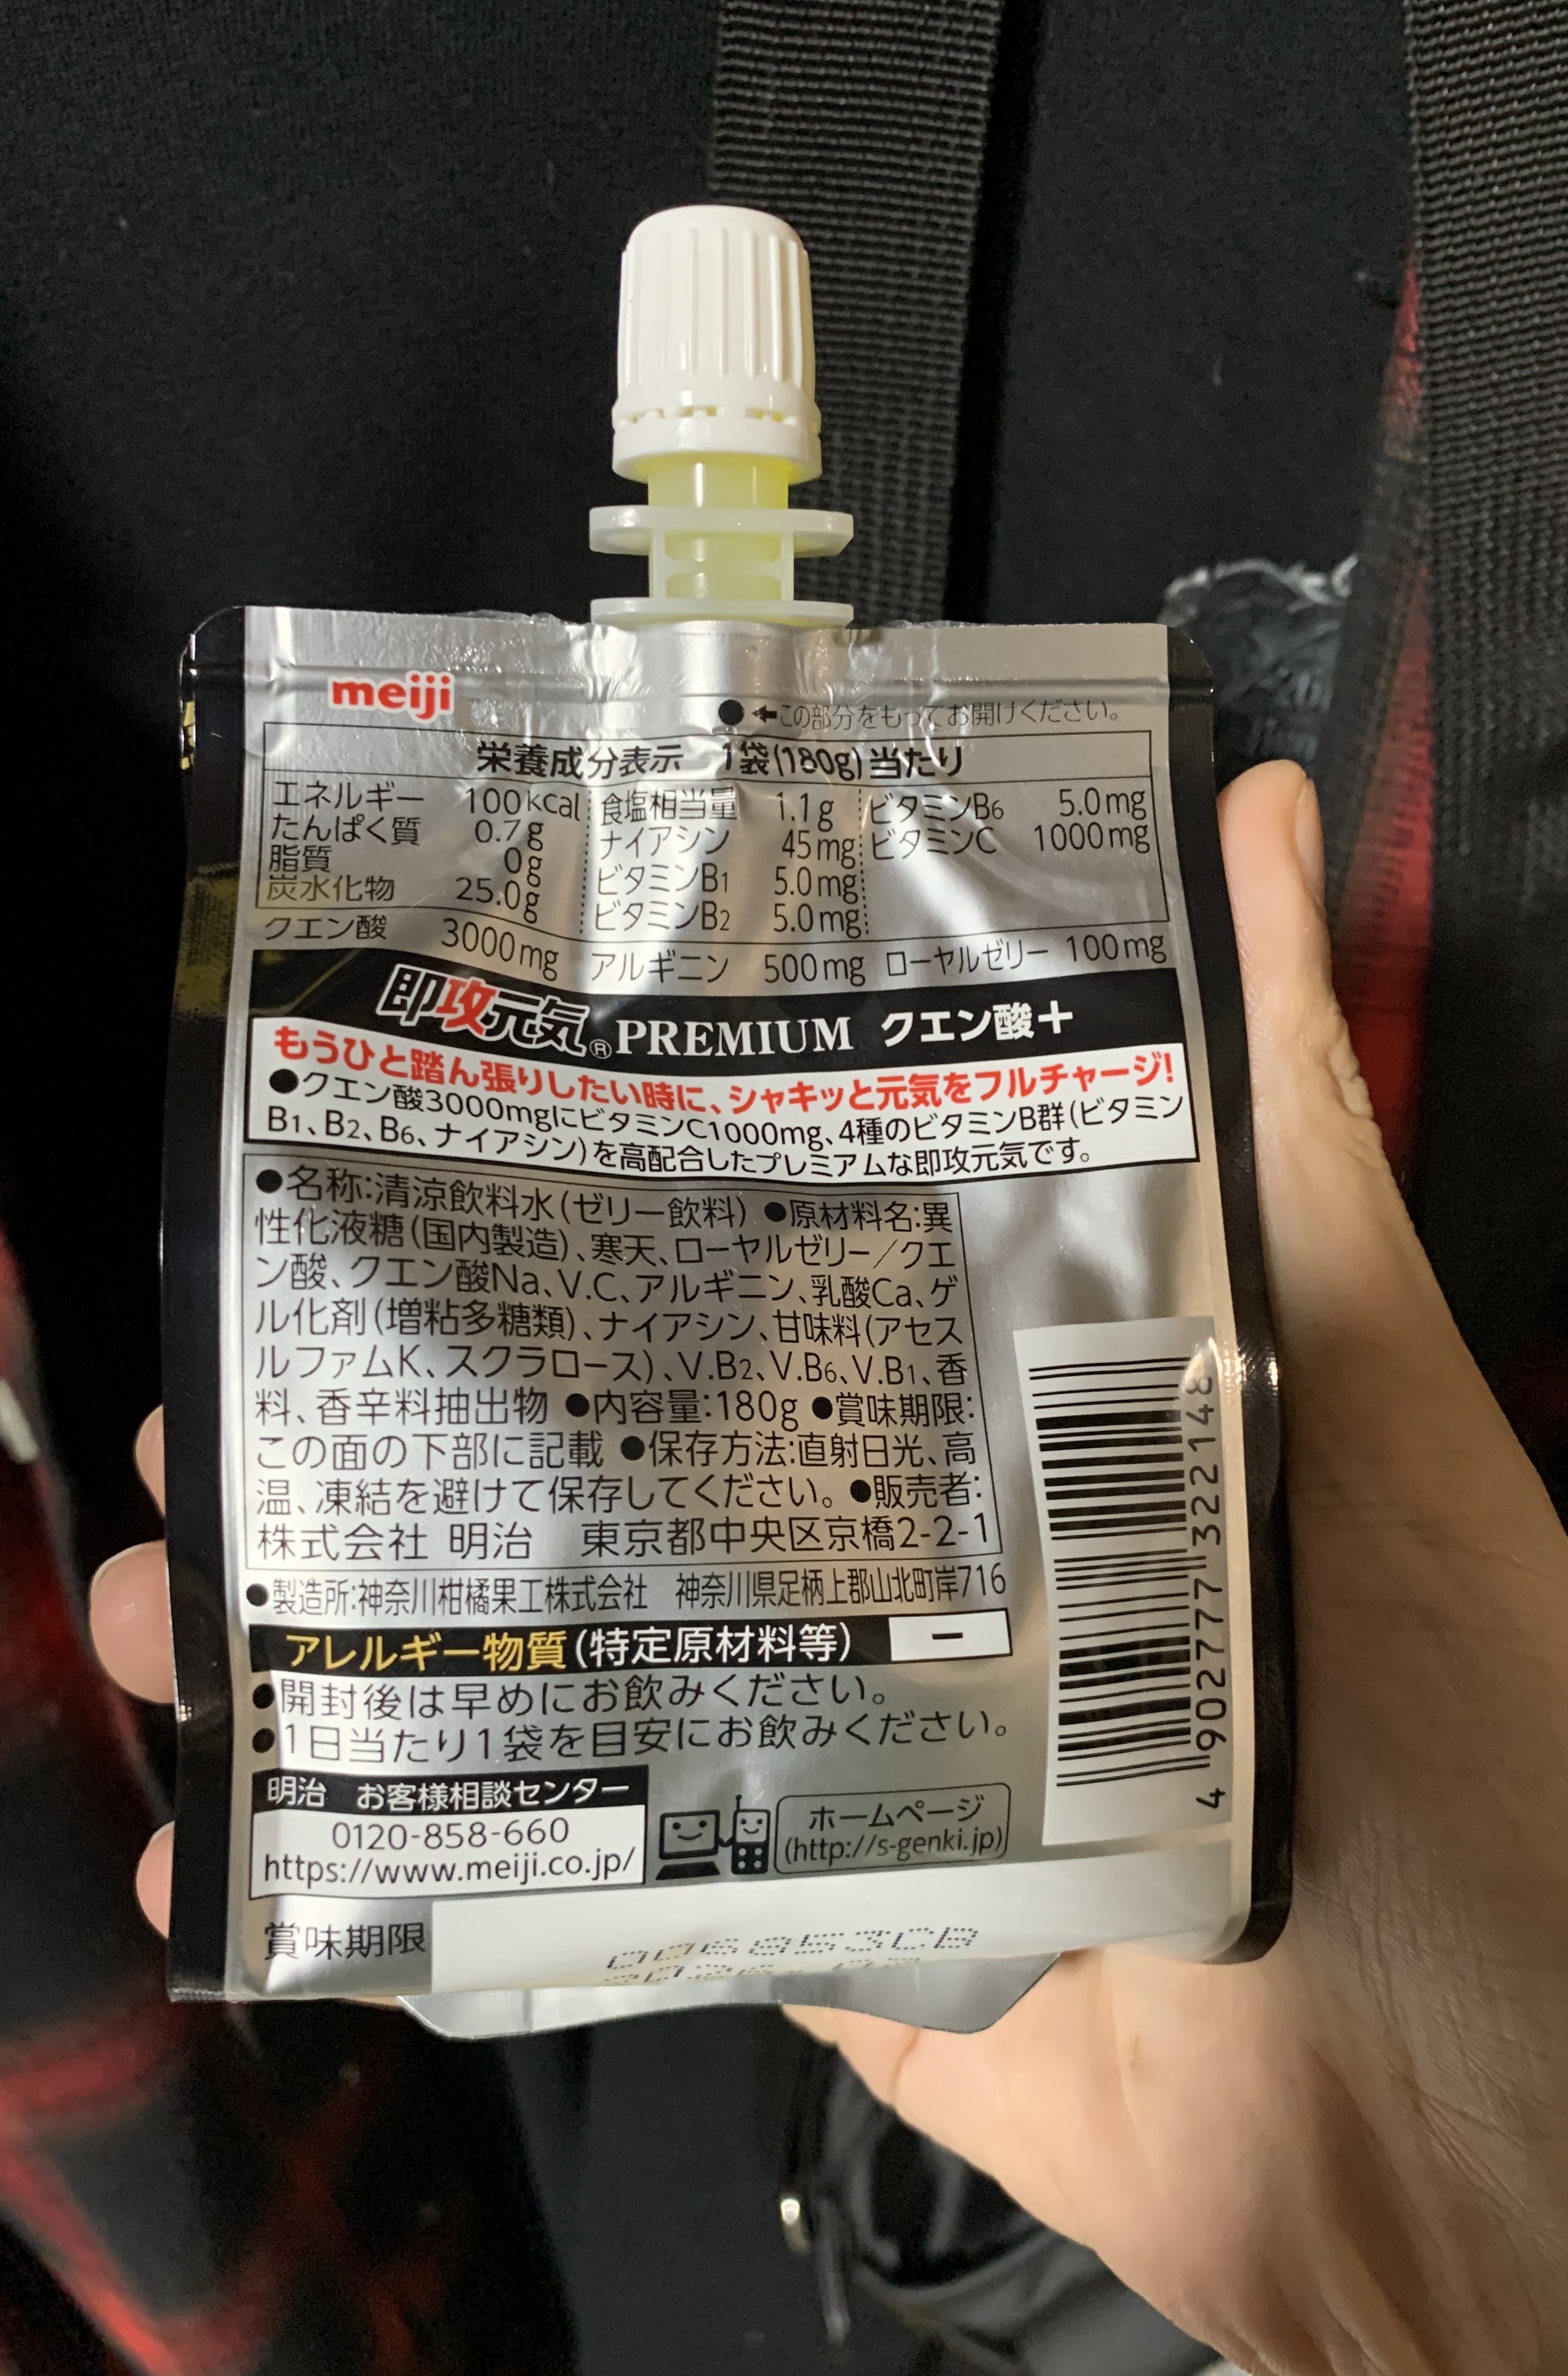 meiji
●←この部分をもってお開けください。
栄養成分表示 1袋(180g)当たり
エネルギー 100kcal 食塩相当量 1.1g ビタミンB6 5.0mg
たんぱく質 0.7g ナイアシン 45mg ビタミンC 1000mg
脂質 0g ビタミンB1 5.0mg
炭水化物 25.0g ビタミンB2 5.0mg
クエン酸 3000mg アルギニン 500mg ローヤルゼリー 100mg
即攻元気® PREMIUM クエン酸+
もうひと踏ん張りしたい時に、シャキッと元気をフルチャージ!
●クエン酸3000mgにビタミンC1000mg、4種のビタミンB群(ビタミン
B1、B2、B6、ナイアシン)を高配合したプレミアムな即攻元気です。
●名称:清涼飲料水(ゼリー飲料) ●原材料名:異
性化液糖(国内製造)、寒天、ローヤルゼリー/クエ
ン酸、クエン酸Na、V.C、アルギニン、乳酸Ca、ゲ
ル化剤(増粘多糖類)、ナイアシン、甘味料(アセス
ルファムK、スクラロース)、V.B2、V.B6、V.B1、香
料、香辛料抽出物 ●内容量:180g ●賞味期限:
この面の下部に記載 ●保存方法:直射日光、高
温、凍結を避けて保存してください。●販売者:
株式会社 明治 東京都中央区京橋2-2-1
●製造所:神奈川柑橘果工株式会社 神奈川県足柄上郡山北町岸716
アレルギー物質(特定原材料等) ー
●開封後は早めにお飲みください。
●1日当たり1袋を目安にお飲みください。
明治 お客様相談センター
0120-858-660
https://www.meiji.co.jp/
ホームページ
(http://s-genki.jp)
4 902777 322148
賞味期限